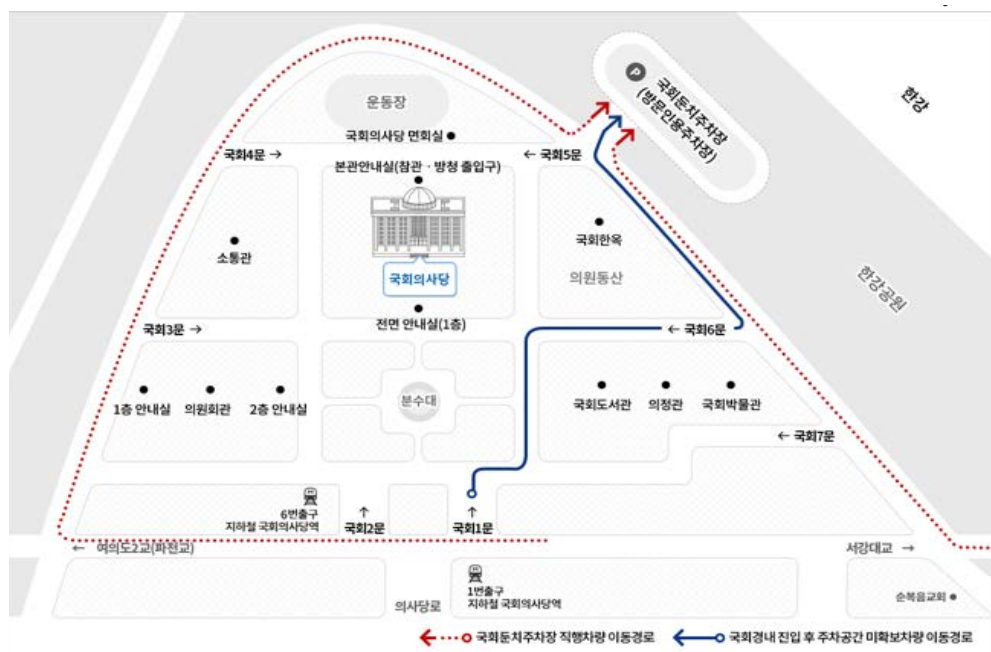 P
국회둔치주차장
(방문인용주차장)
한강
운동장
국회의사당 면회실
국회4문 →
← 국회5문
본관안내실(참관 · 방청 출입구)
국회한옥
소통관
국회의사당
의원동산
한강공원
전면 안내실(1층)
국회3문 →
← 국회6문
1층 안내실
의원회관
2층 안내실
분수대
국회도서관
의정관
국회박물관
← 국회7문
6번출구
지하철 국회의사당역
↑
국회2문
↑
국회1문
← 여의도2교(파천교)
서강대교 →
1번출구
지하철 국회의사당역
의사당로
순복음교회
국회둔치주차장 직행차량 이동경로
국회경내 진입 후 주차공간 미확보차량 이동경로